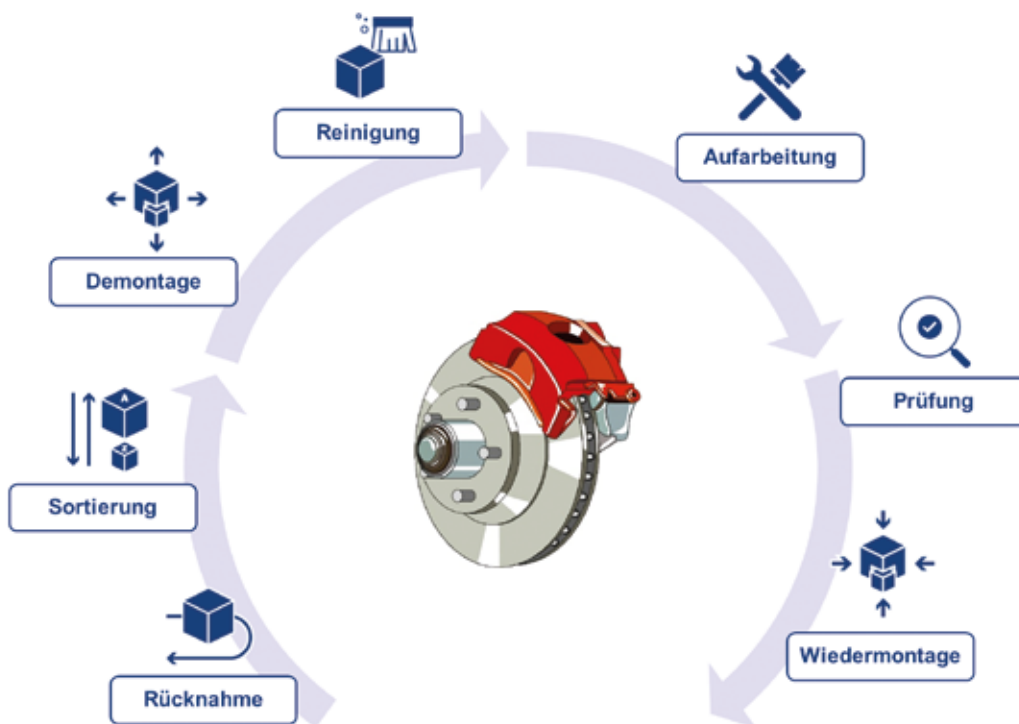 Reinigung
Aufarbeitung
Demontage
Prüfung
Sortierung
Wiedermontage
Rücknahme